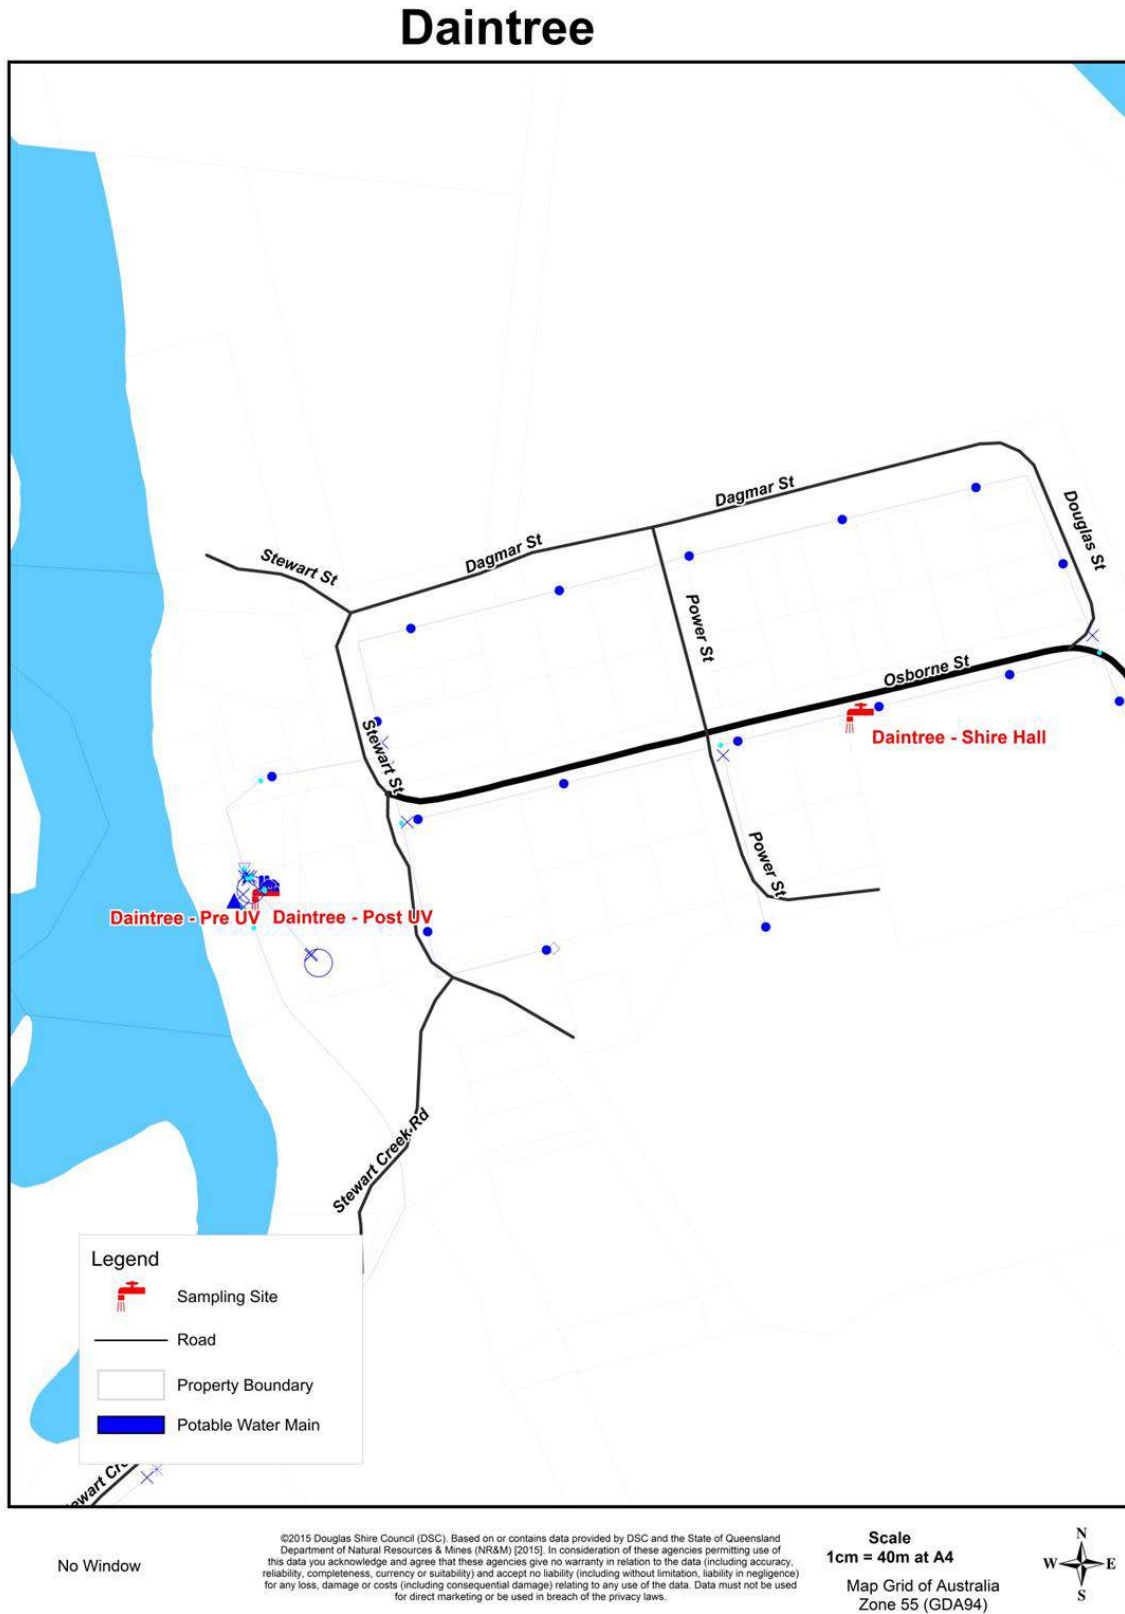 Daintree
Stewart St
Dagmar St
Dagmar St
Douglas St
Power St
Osborne St
Daintree - Shire Hall
Stewart St
Power St
Daintree - Pre UV
Daintree - Post UV
Stewart Creek Rd
Legend
Sampling Site
Road
Property Boundary
Potable Water Main
No Window
©2015 Douglas Shire Council (DSC). Based on or contains data provided by DSC and the State of Queensland
Department of Natural Resources & Mines (NR&M) [2015]. In consideration of these agencies permitting use of
this data you acknowledge and agree that these agencies give no warranty in relation to the data (including accuracy,
reliability, completeness, currency or suitability) and accept no liability (including without limitation, liability in negligence)
for any loss, damage or costs (including consequential damage) relating to any use of the data. Data must not be used
for direct marketing or be used in breach of the privacy laws.
Scale
1cm = 40m at A4
Map Grid of Australia
Zone 55 (GDA94)
N
W E
S